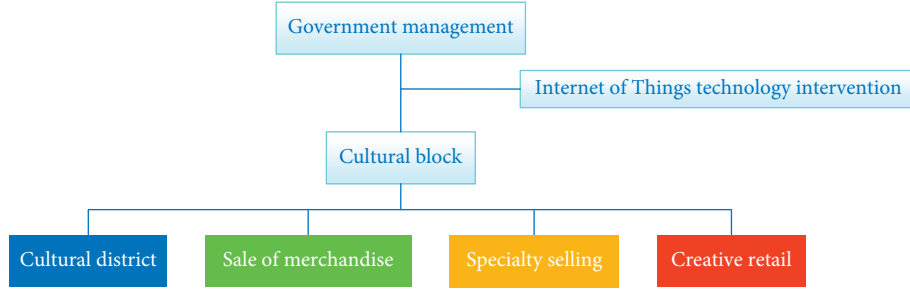 Government management
Internet of Things technology intervention
Cultural block
Cultural district
Sale of merchandise
Specialty selling
Creative retail